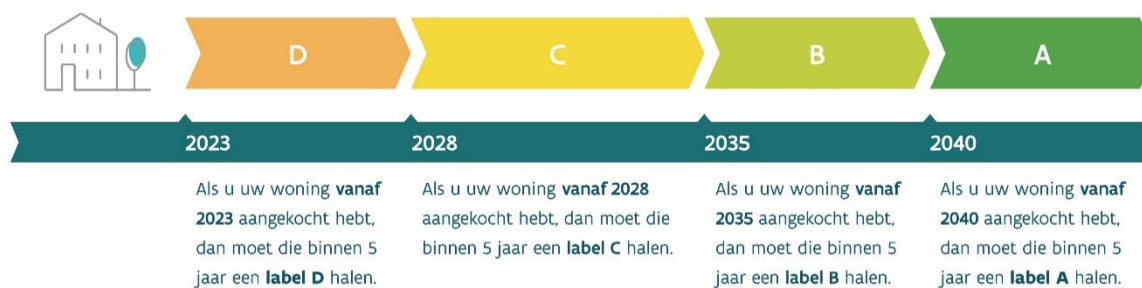 D
C
B
A
2023
2028
2035
2040
Als u uw woning vanaf
2023 aangekocht hebt,
dan moet die binnen 5
jaar een label D halen.
Als u uw woning vanaf 2028
aangekocht hebt, dan moet die
binnen 5 jaar een label C halen.
Als u uw woning vanaf
2035 aangekocht hebt,
dan moet die binnen 5
jaar een label B halen.
Als u uw woning vanaf
2040 aangekocht hebt,
dan moet die binnen 5
jaar een label A halen.